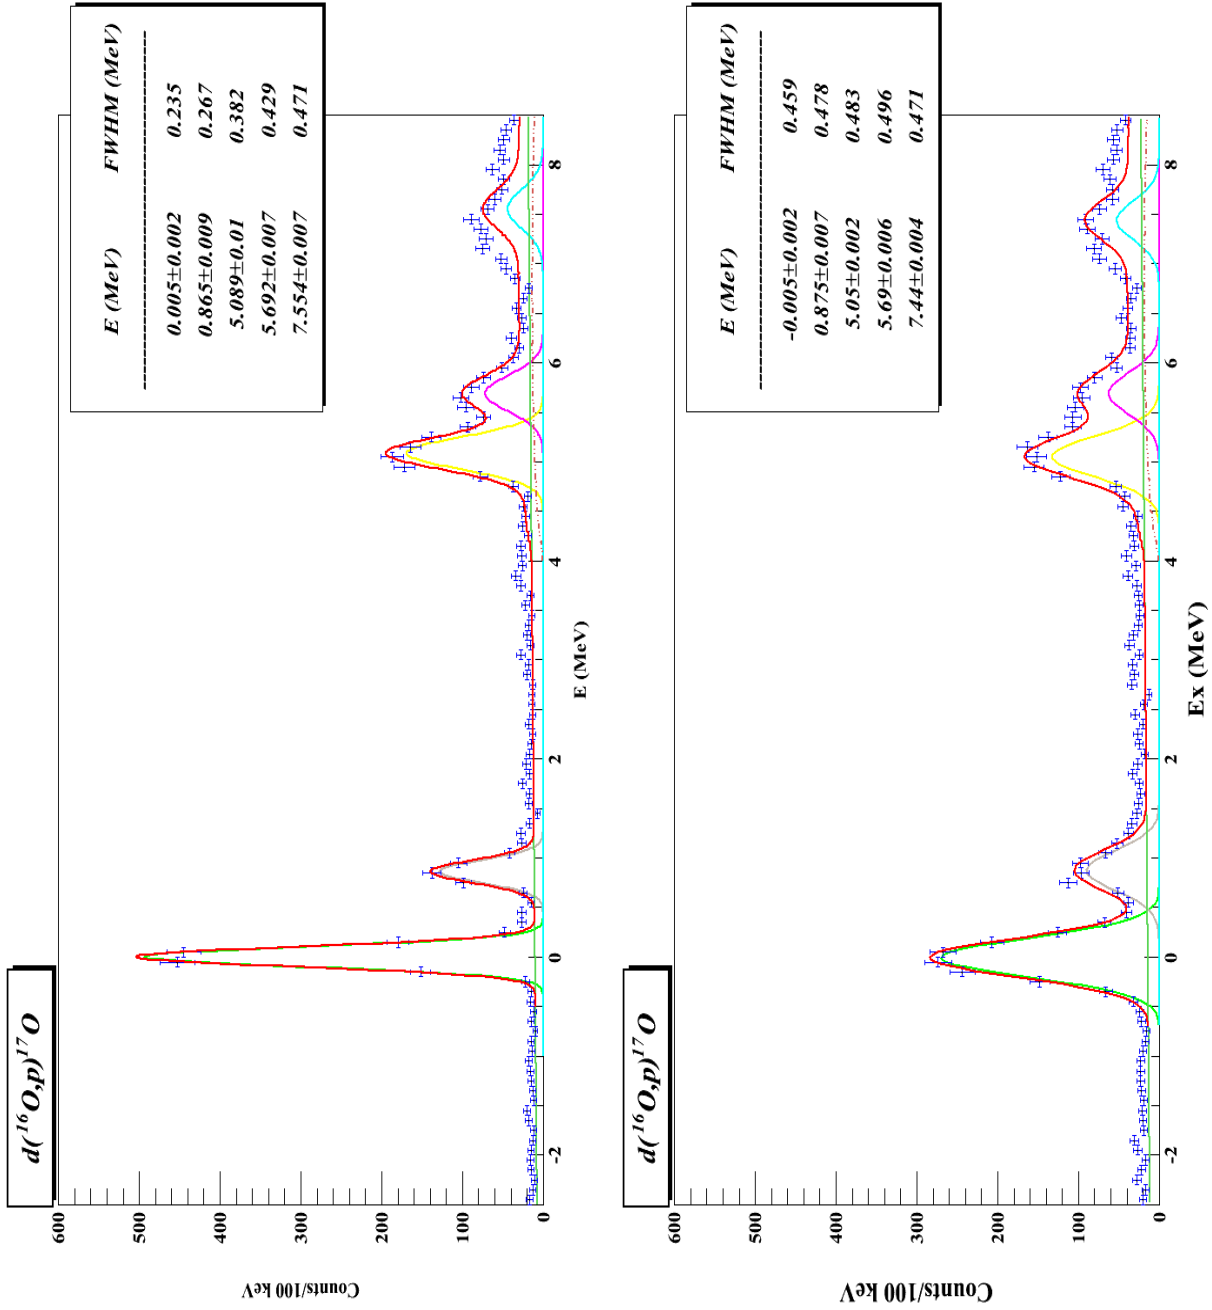 d(¹⁶O,p)¹⁷O
E (MeV) FWHM (MeV)
0.005±0.002 0.235
0.865±0.009 0.267
5.089±0.01 0.382
5.692±0.007 0.429
7.554±0.007 0.471
Counts/100 keV
600
500
400
300
200
100
0
-2 0 2 4 6 8
E (MeV)
d(¹⁶O,p)¹⁷O
E (MeV) FWHM (MeV)
-0.005±0.002 0.459
0.875±0.007 0.478
5.05±0.002 0.483
5.69±0.006 0.496
7.44±0.004 0.471
Counts/100 keV
600
500
400
300
200
100
0
-2 0 2 4 6 8
Ex (MeV)